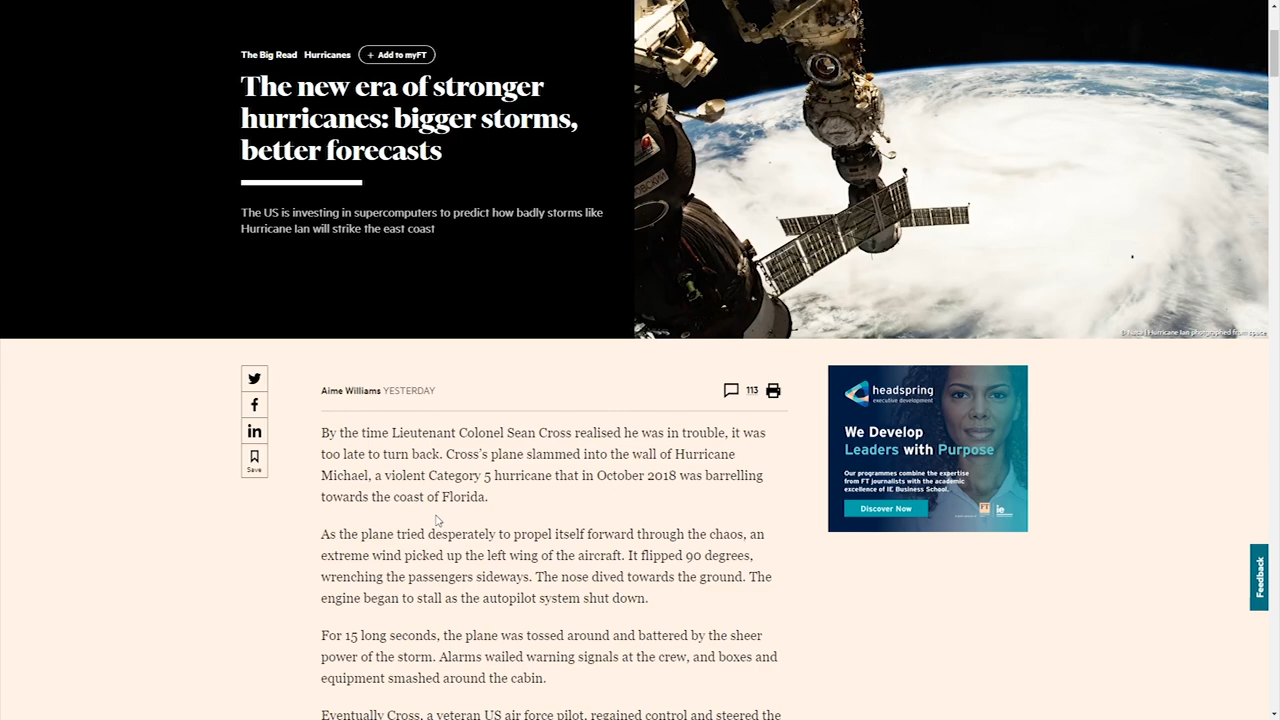 The Big Read Hurricanes + Add to myFT
The new era of stronger
hurricanes: bigger storms,
better forecasts
The US is investing in supercomputers to predict how badly storms like
Hurricane Ian will strike the east coast
© Nasa | Hurricane Ian photographed from space
Aime Williams YESTERDAY
113
Save
By the time Lieutenant Colonel Sean Cross realised he was in trouble, it was
too late to turn back. Cross's plane slammed into the wall of Hurricane
Michael, a violent Category 5 hurricane that in October 2018 was barrelling
towards the coast of Florida.
As the plane tried desperately to propel itself forward through the chaos, an
extreme wind picked up the left wing of the aircraft. It flipped 90 degrees,
wrenching the passengers sideways. The nose dived towards the ground. The
engine began to stall as the autopilot system shut down.
For 15 long seconds, the plane was tossed around and battered by the sheer
power of the storm. Alarms wailed warning signals at the crew, and boxes and
equipment smashed around the cabin.
Eventually Cross, a veteran US air force pilot, regained control and steered the
headspring
executive development
We Develop
Leaders with Purpose
Our programmes combine the expertise
from FT journalists with the academic
excellence of IE Business School.
Discover Now
FT
ie
Feedback